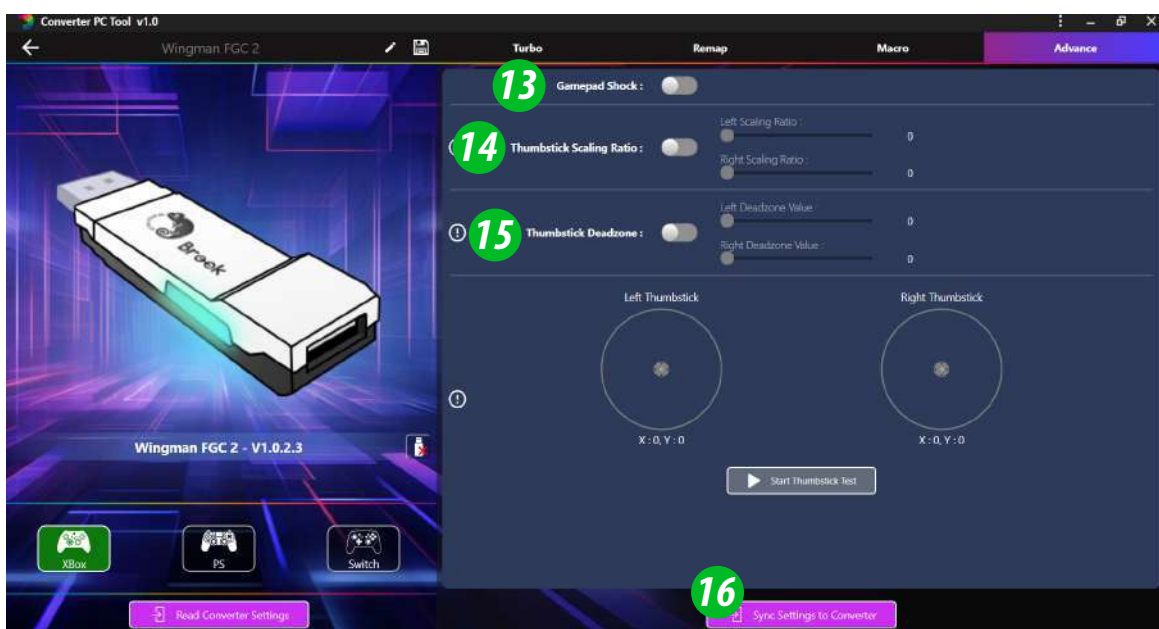 Converter PC Tool v1.0
Wingman FGC 2
Turbo
Remap
Macro
Advance
13
Gamepad Shock :
14
Thumbstick Scaling Ratio :
Left Scaling Ratio :
0
Right Scaling Ratio :
0
15
Thumbstick Deadzone :
Left Deadzone Value
0
Right Deadzone Value :
0
Brook
Left Thumbstick
Right Thumbstick
X : 0, Y : 0
X : 0, Y : 0
Wingman FGC 2 - V1.0.2.3
Start Thumbstick Test
XBox
PS
Switch
16
Read Converter Settings
Sync Settings to Converter